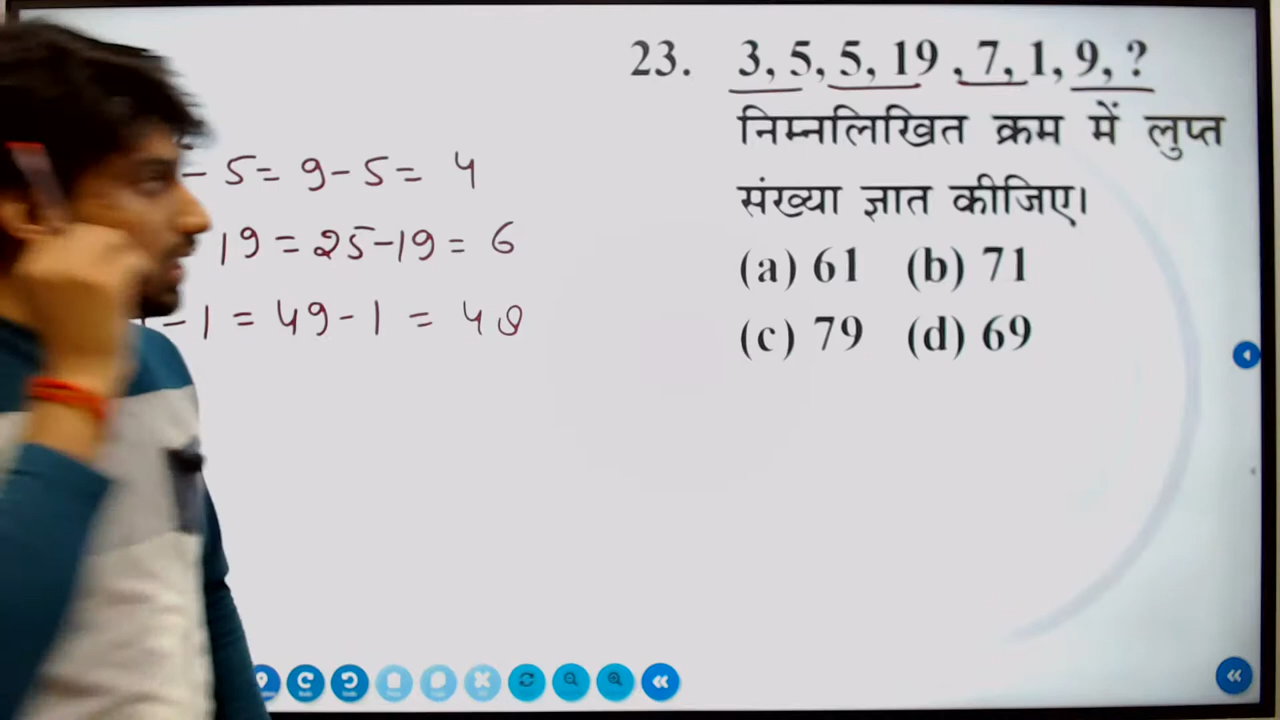 23. 3, 5, 5, 19, 7, 1, 9, ?
निम्नलिखित क्रम में लुप्त
संख्या ज्ञात कीजिए।
(a) 61 (b) 71
(c) 79 (d) 69
- 5 = 9 - 5 = 4
19 = 25 - 19 = 6
- 1 = 49 - 1 = 48